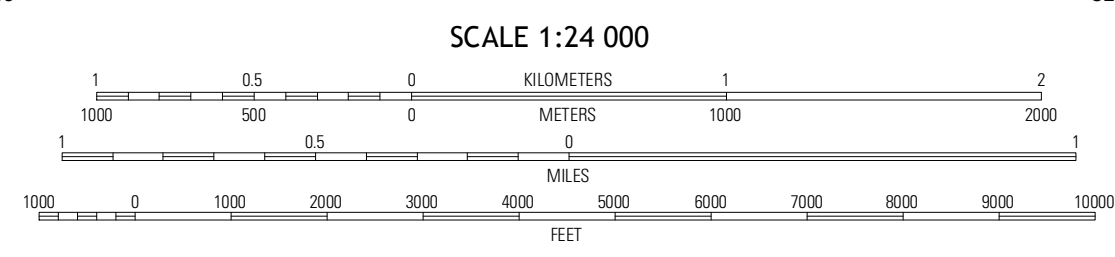 SCALE 1:24 000
1 0.5 0 KILOMETERS 1 2
1000 500 0 METERS 1000 2000
1 0.5 0 1
MILES
1000 0 1000 2000 3000 4000 5000 6000 7000 8000 9000 10000
FEET